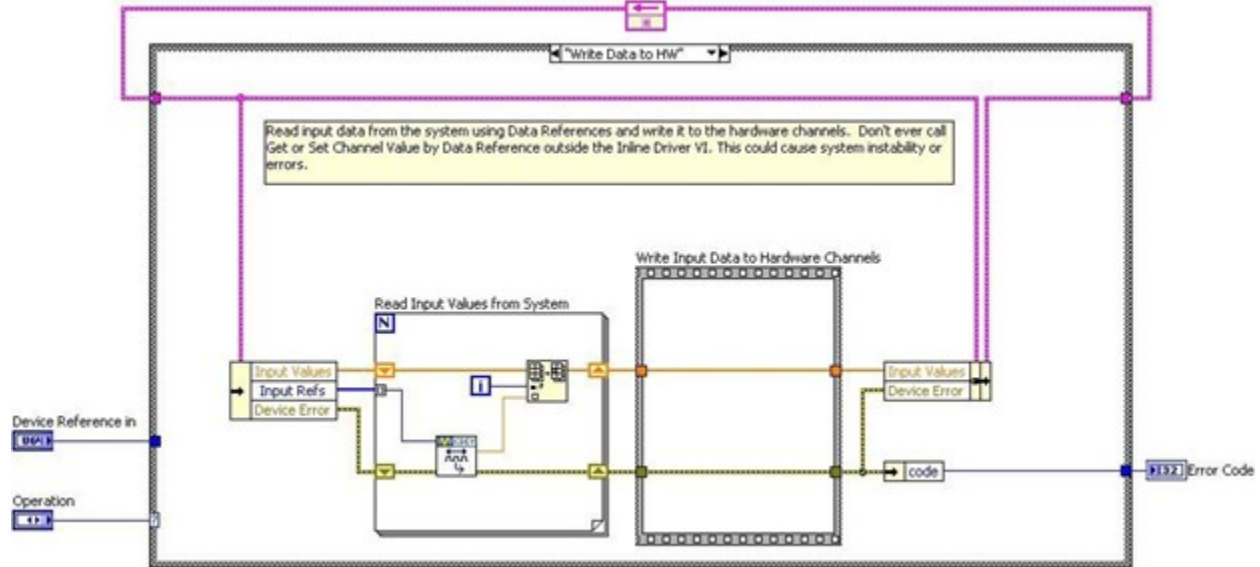 "Write Data to HW"
Read input data from the system using Data References and write it to the hardware channels. Don't ever call
Get or Set Channel Value by Data Reference outside the Inline Driver VI. This could cause system instability or
errors.
Write Input Data to Hardware Channels
Read Input Values from System
N
Input Values
Input Refs
Device Error
i
Input Values
Device Error
Device Reference in
code
I32
Error Code
Operation
?